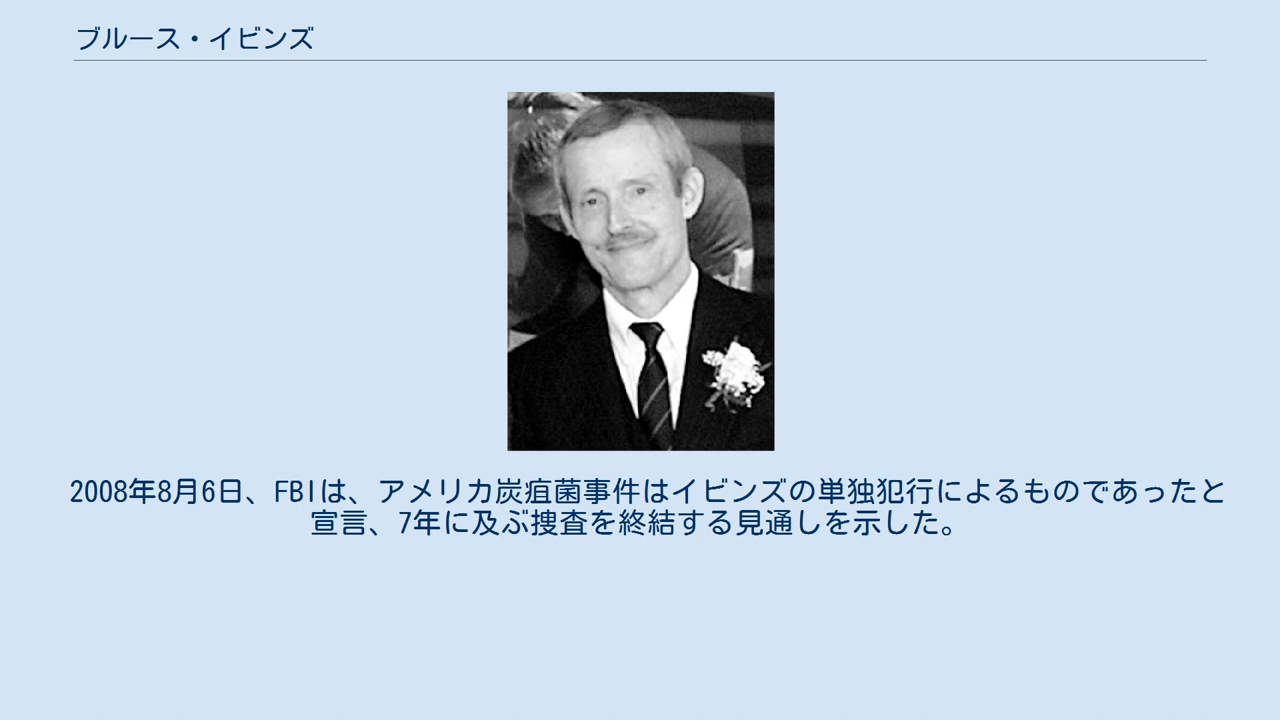 ブルース・イビンズ
2008年8月6日、FBIは、アメリカ炭疽菌事件はイビンズの単独犯行によるものであったと
宣言、7年に及ぶ捜査を終結する見通しを示した。